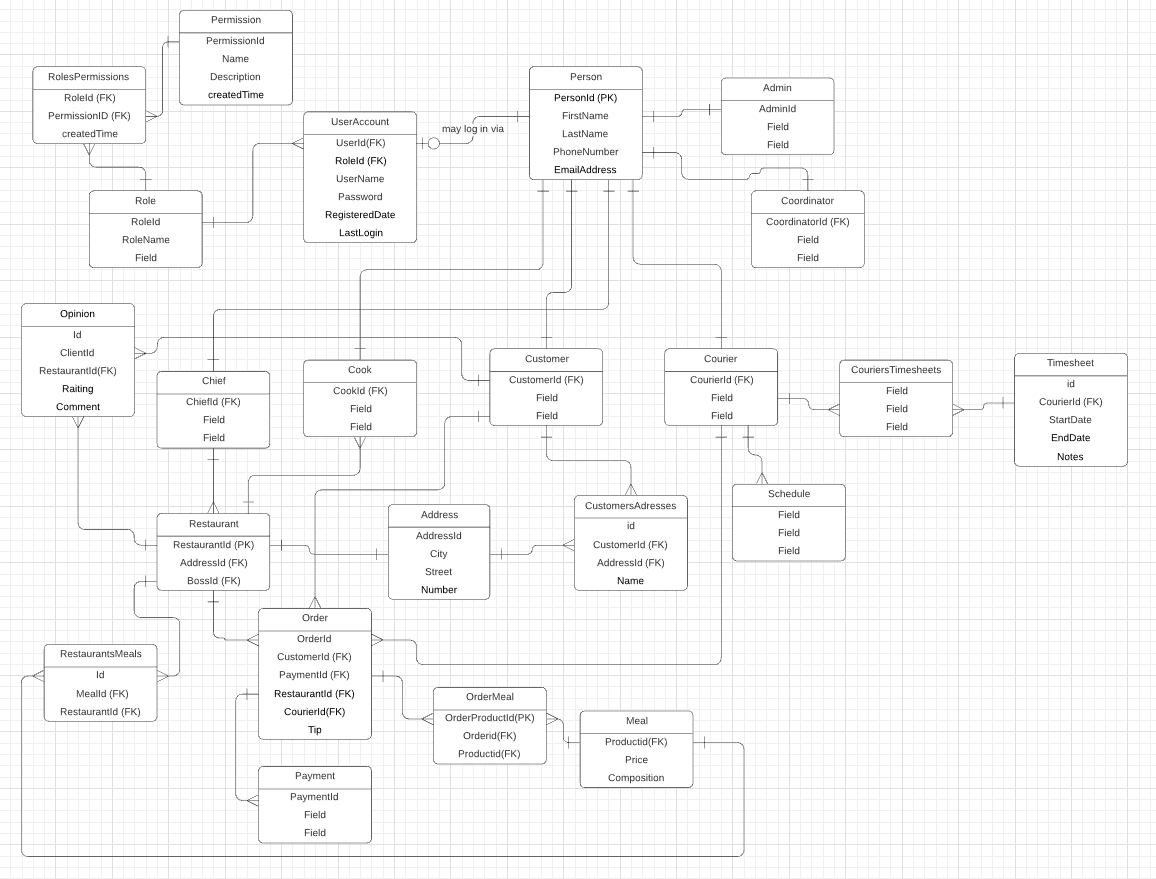 Permission
PermissionId
Name
Description
createdTime
RolesPermissions
RoleId (FK)
PermissionID (FK)
createdTime
Person
PersonId (PK)
FirstName
LastName
PhoneNumber
EmailAddress
Admin
AdminId
Field
Field
UserAccount
UserId(FK)
RoleId (FK)
UserName
Password
RegisteredDate
LastLogin
may log in via
Role
RoleId
RoleName
Field
Coordinator
CoordinatorId (FK)
Field
Field
Opinion
Id
ClientId
RestaurantId(FK)
Raiting
Comment
Chief
ChiefId (FK)
Field
Field
Cook
CookId (FK)
Field
Field
Customer
CustomerId (FK)
Field
Field
Courier
CourierId (FK)
Field
Field
CouriersTimesheets
Field
Field
Field
Timesheet
id
CourierId (FK)
StartDate
EndDate
Notes
Schedule
Field
Field
Field
Restaurant
RestaurantId (PK)
AddressId (FK)
BossId (FK)
Address
AddressId
City
Street
Number
CustomersAdresses
id
CustomerId (FK)
AddressId (FK)
Name
Order
OrderId
CustomerId (FK)
PaymentId (FK)
RestaurantId (FK)
CourierId(FK)
Tip
RestaurantsMeals
Id
MealId (FK)
RestaurantId (FK)
OrderMeal
OrderProductId(PK)
Orderid(FK)
Productid(FK)
Meal
Productid(FK)
Price
Composition
Payment
PaymentId
Field
Field